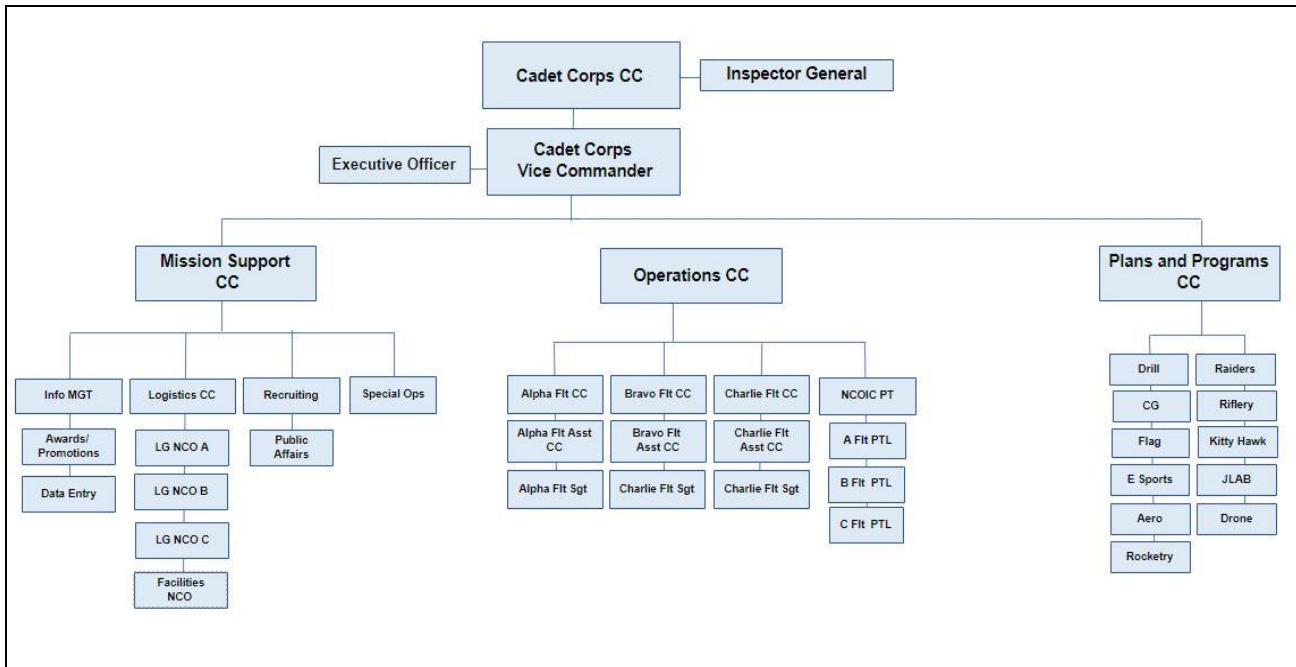 Cadet Corps CC
Inspector General
Executive Officer
Cadet Corps
Vice Commander
Mission Support
CC
Operations CC
Plans and Programs
CC
Info MGT
Awards/
Promotions
Data Entry
Logistics CC
LG NCO A
LG NCO B
LG NCO C
Facilities
NCO
Recruiting
Public
Affairs
Special Ops
Alpha Flt CC
Alpha Flt Asst
CC
Alpha Flt Sgt
Bravo Flt CC
Bravo Flt
Asst CC
Charlie Flt Sgt
Charlie Flt CC
Charlie Flt
Asst CC
Charlie Flt Sgt
NCOIC PT
A Flt PTL
B Flt PTL
C Flt PTL
Drill
CG
Flag
E Sports
Aero
Rocketry
Raiders
Riflery
Kitty Hawk
JLAB
Drone